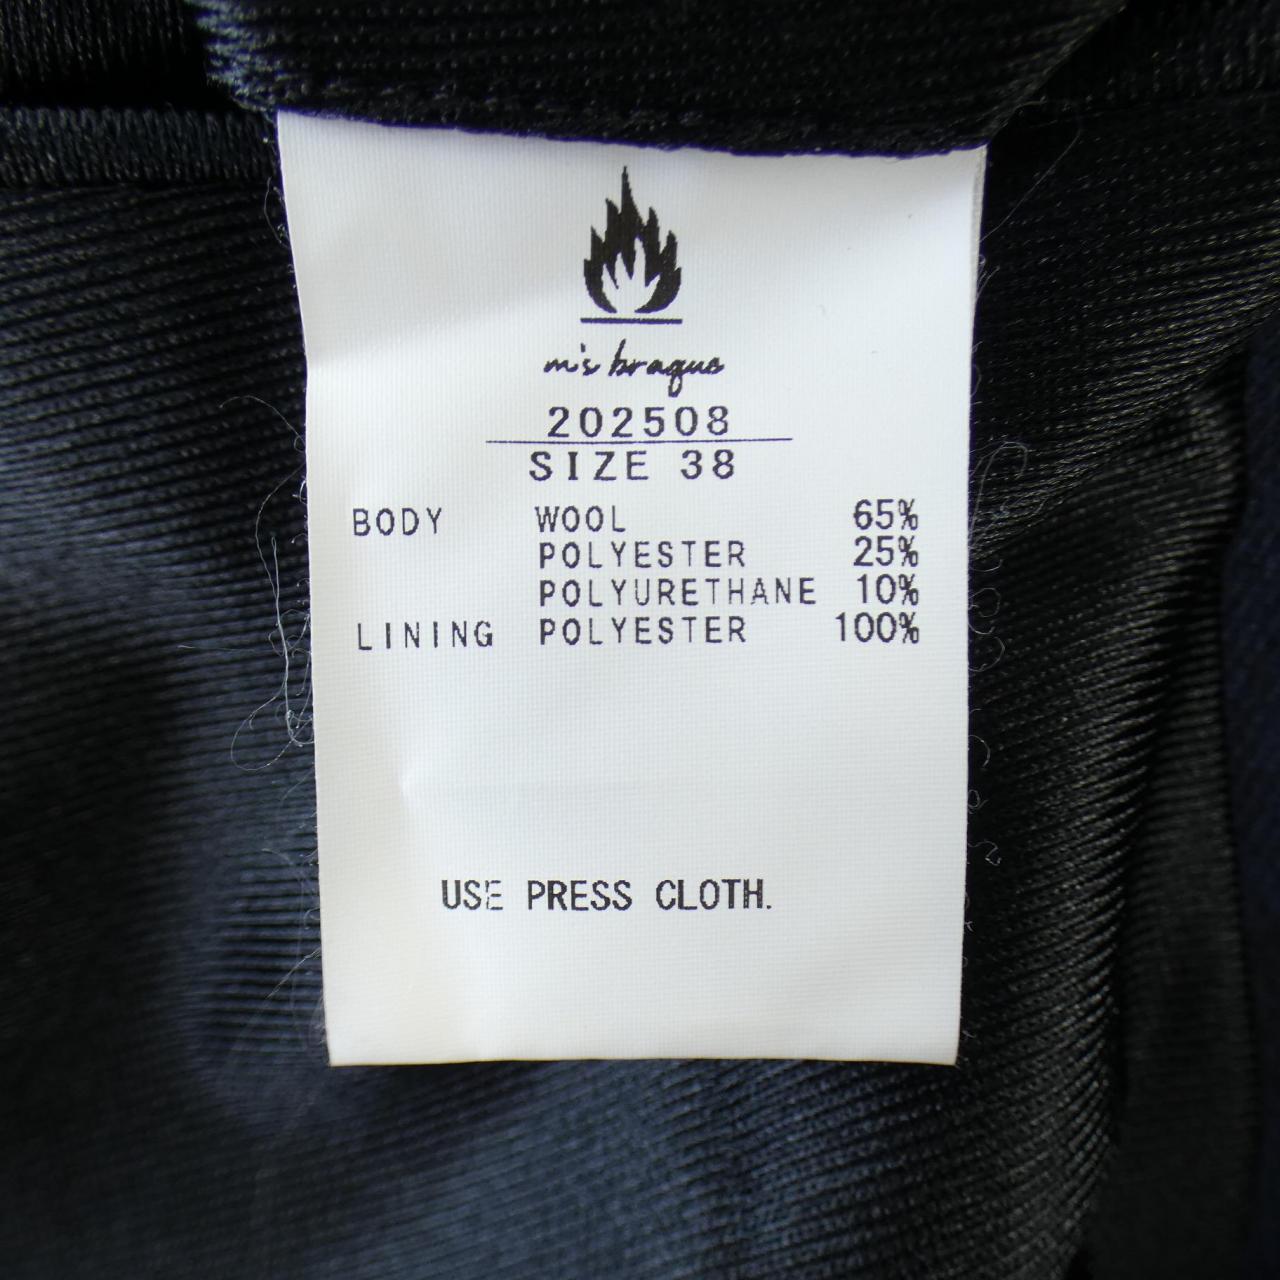 m's braque
202508
SIZE 38
BODY WOOL 65%
POLYESTER 25%
POLYURETHANE 10%
LINING POLYESTER 100%
USE PRESS CLOTH.